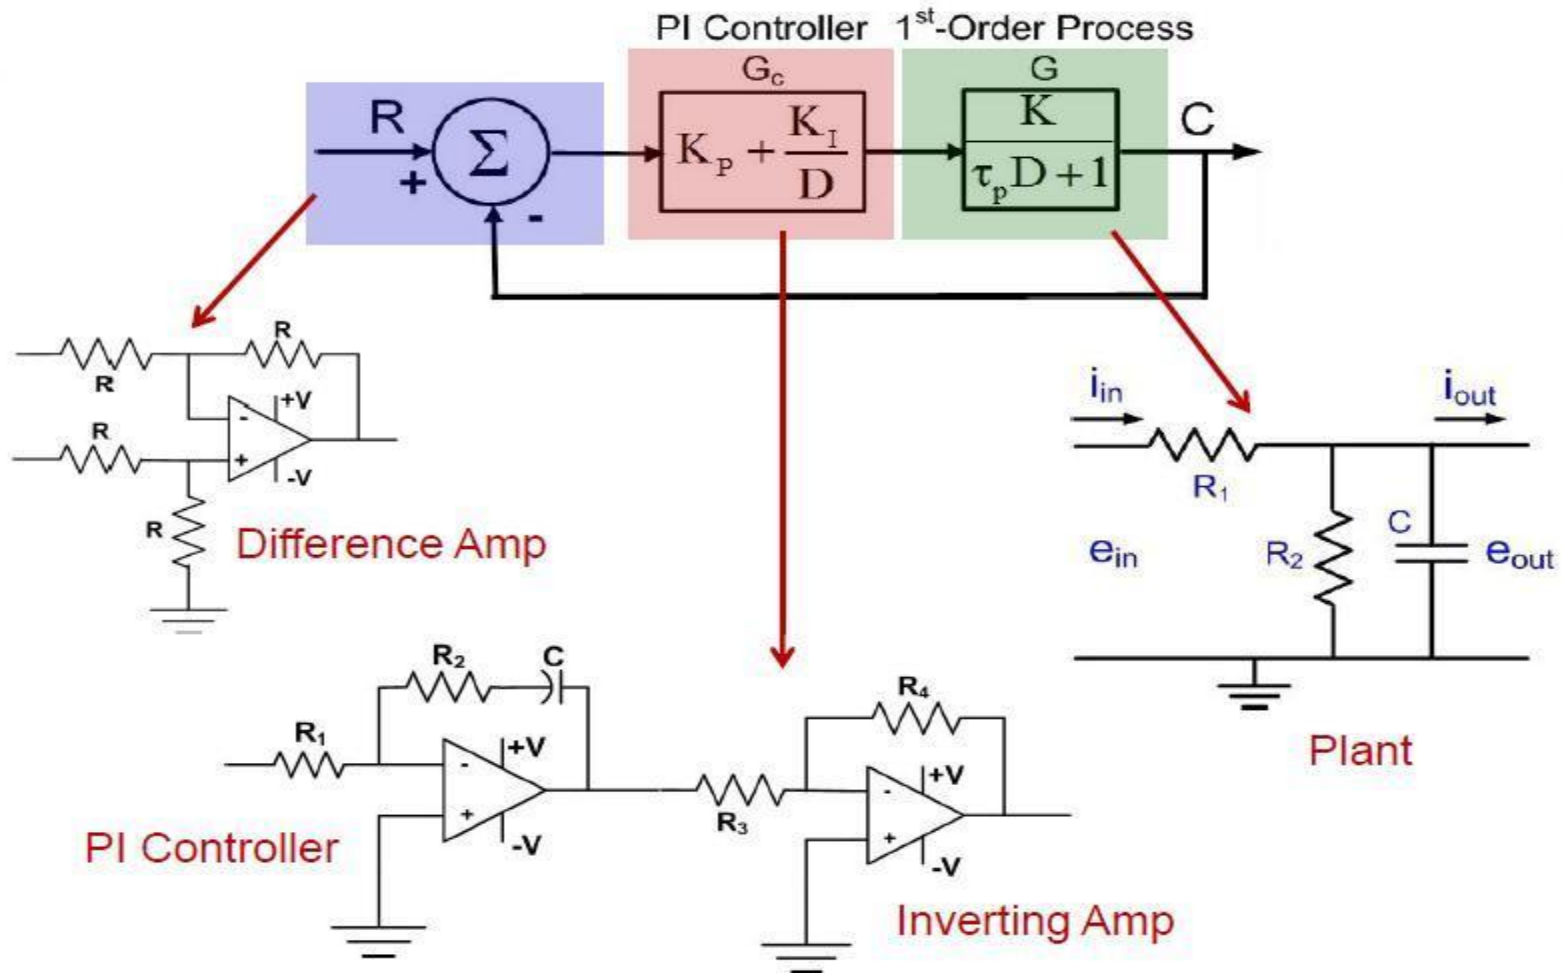 PI Controller 1st-Order Process
Gc
G
R
+
Σ
-
KP + KI/D
K/(τpD+1)
C
R
R
+V
-
R
+
-V
R
Difference Amp
iin
iout
R1
C
R2
ein
eout
Plant
R2
C
R1
+V
-
+
-V
PI Controller
R4
+V
-
R3
+
-V
Inverting Amp